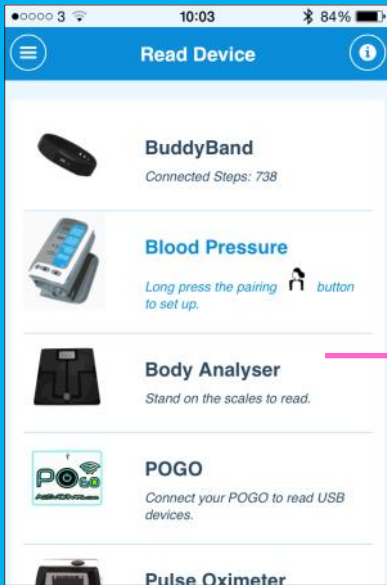 3 10:03 84%
Read Device
BuddyBand
Connected Steps: 738
Blood Pressure
Long press the pairing button
to set up.
Body Analyser
Stand on the scales to read.
POGO
POGO
Connect your POGO to read USB
devices.
Pulse Oximeter